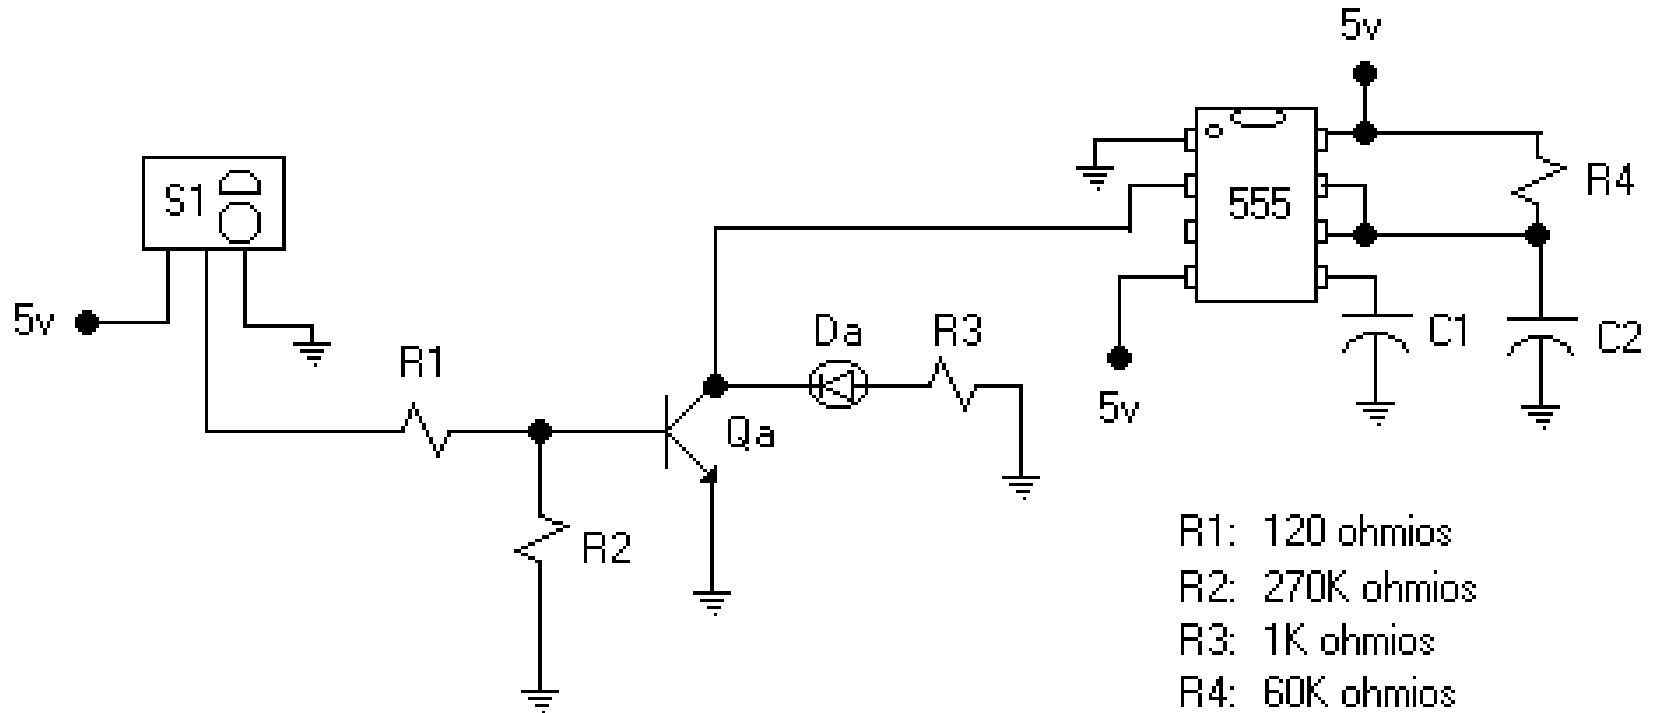 5v
S1
555
R4
5v
R1
Da
R3
C1
C2
5v
Qa
R2
R1: 120 ohmios
R2: 270K ohmios
R3: 1K ohmios
R4: 60K ohmios